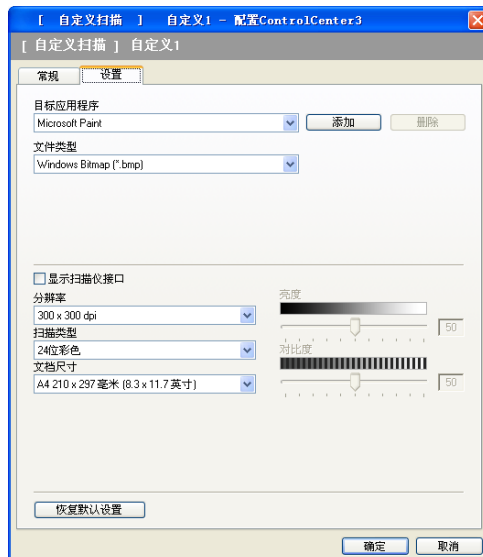 [ 自定义扫描 ] 自定义1 - 配置ControlCenter3
[ 自定义扫描 ] 自定义1
常规 设置
目标应用程序
Microsoft Paint 添加 删除
文件类型
Windows Bitmap (*.bmp)
显示扫描仪接口
分辨率 亮度
300 x 300 dpi 50
扫描类型
24位彩色 对比度
文档尺寸
A4 210 x 297 毫米 (8.3 x 11.7 英寸) 50
恢复默认设置
确定 取消